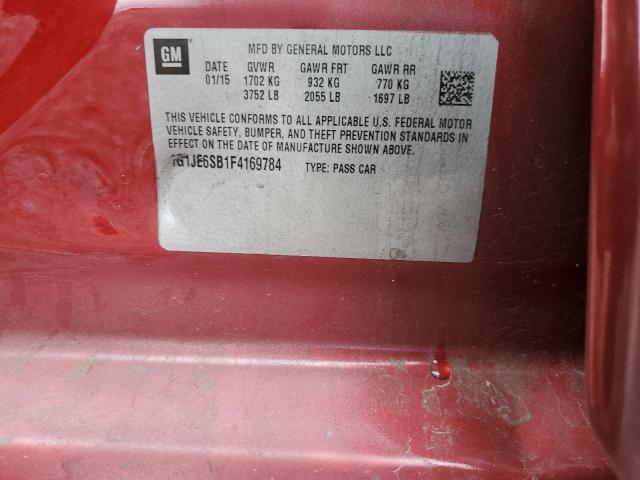 GM
MFD BY GENERAL MOTORS LLC
DATE GVWR GAWR FRT GAWR RR
01/15 1702 KG 932 KG 770 KG
3752 LB 2055 LB 1697 LB
THIS VEHICLE CONFORMS TO ALL APPLICABLE U.S. FEDERAL MOTOR
VEHICLE SAFETY, BUMPER, AND THEFT PREVENTION STANDARDS IN
EFFECT ON THE DATE OF MANUFACTURE SHOWN ABOVE.
1G1JE6SB1F4169784 TYPE: PASS CAR